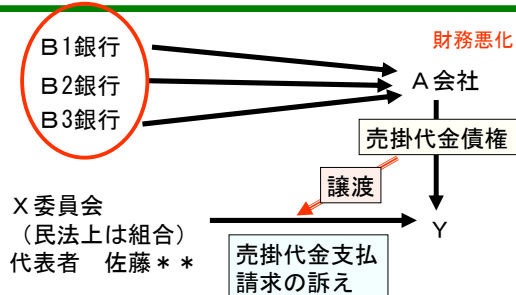 B1銀行
B2銀行
B3銀行
財務悪化
A会社
売掛代金債権
譲渡
X委員会
(民法上は組合)
代表者 佐藤**
Y
売掛代金支払
請求の訴え